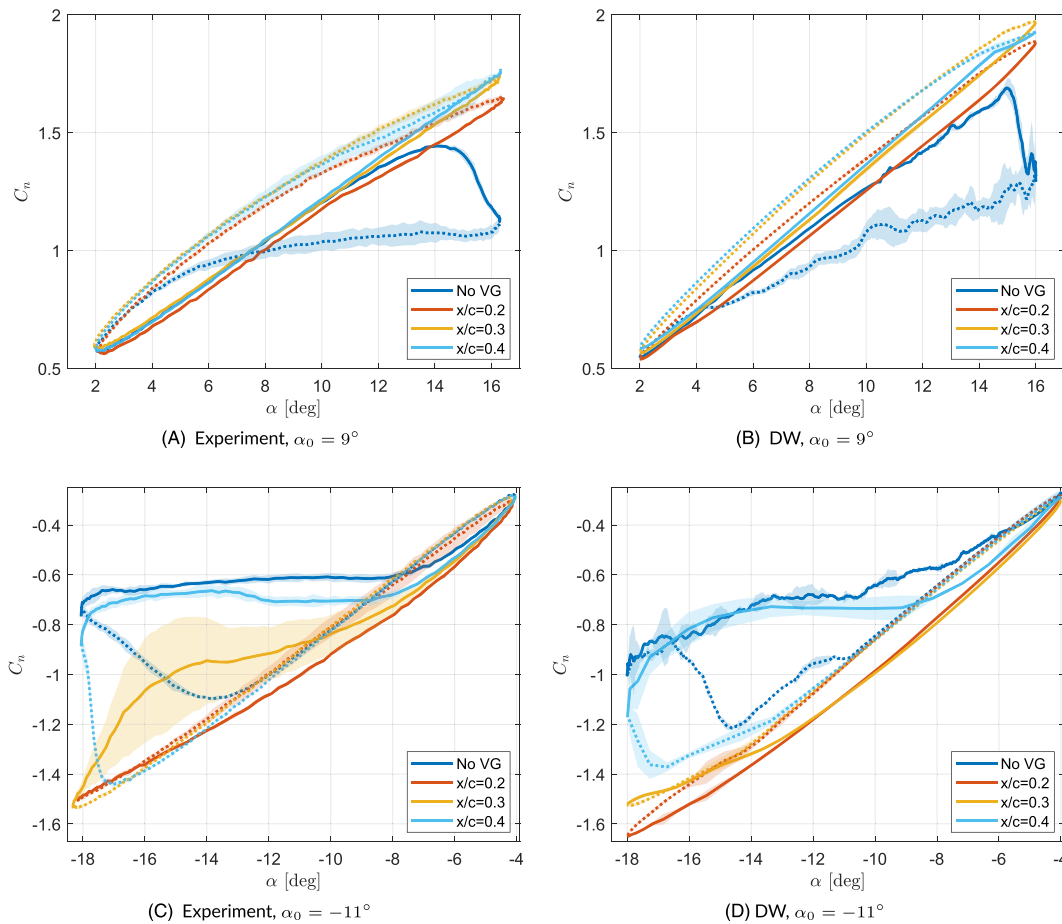 2
1.5
1
0.5
C_n
2 4 6 8 10 12 14 16
α [deg]
No VG
x/c=0.2
x/c=0.3
x/c=0.4
(A) Experiment, α₀ = 9°
2
1.5
1
0.5
C_n
2 4 6 8 10 12 14 16
α [deg]
No VG
x/c=0.2
x/c=0.3
x/c=0.4
(B) DW, α₀ = 9°
-0.4
-0.6
-0.8
-1
-1.2
-1.4
-1.6
C_n
-18 -16 -14 -12 -10 -8 -6 -4
α [deg]
No VG
x/c=0.2
x/c=0.3
x/c=0.4
(C) Experiment, α₀ = −11°
-0.4
-0.6
-0.8
-1
-1.2
-1.4
-1.6
C_n
-18 -16 -14 -12 -10 -8 -6 -4
α [deg]
No VG
x/c=0.2
x/c=0.3
x/c=0.4
(D) DW, α₀ = −11°